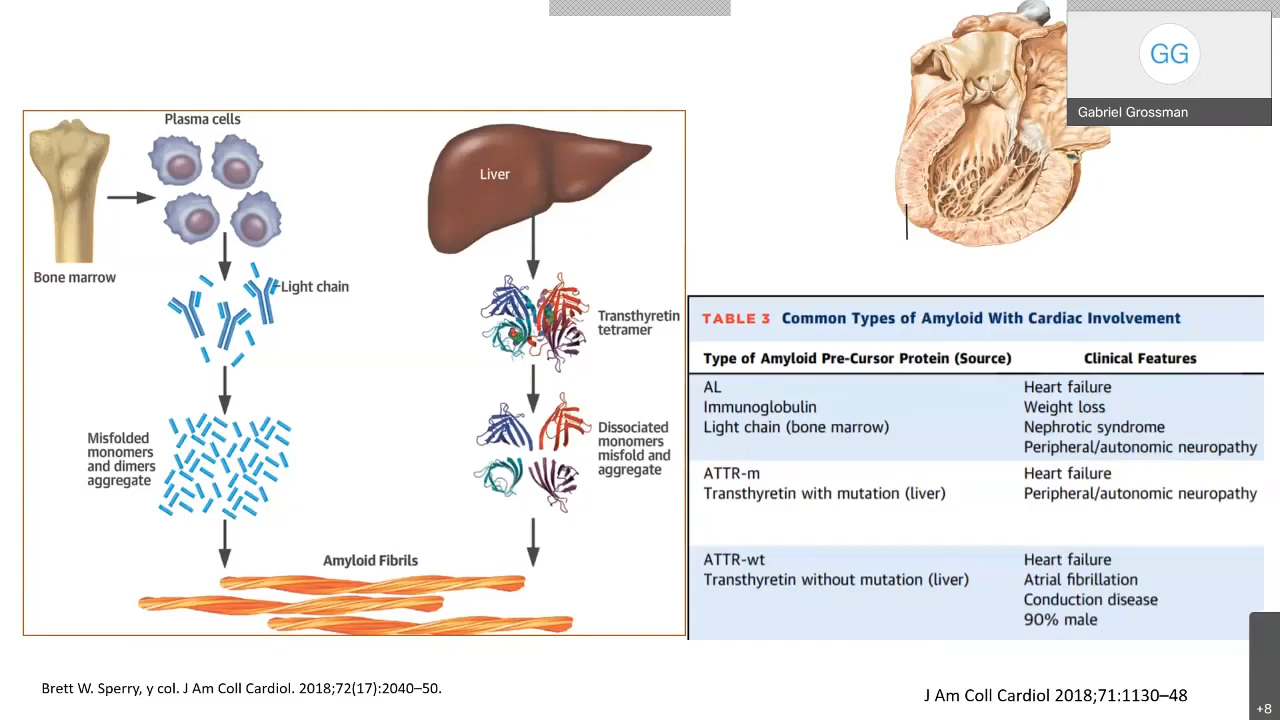 GG
Gabriel Grossman
Plasma cells
Bone marrow
Light chain
Misfolded
monomers
and dimers
aggregate
Liver
Transthyretin
tetramer
Dissociated
monomers
misfold and
aggregate
Amyloid Fibrils
TABLE 3 Common Types of Amyloid With Cardiac Involvement
Type of Amyloid Pre-Cursor Protein (Source) Clinical Features
AL Heart failure
Immunoglobulin Weight loss
Light chain (bone marrow) Nephrotic syndrome
Peripheral/autonomic neuropathy
ATTR-m Heart failure
Transthyretin with mutation (liver) Peripheral/autonomic neuropathy
ATTR-wt Heart failure
Transthyretin without mutation (liver) Atrial fibrillation
Conduction disease
90% male
Brett W. Sperry, y col. J Am Coll Cardiol. 2018;72(17):2040–50.
J Am Coll Cardiol 2018;71:1130–48
+8